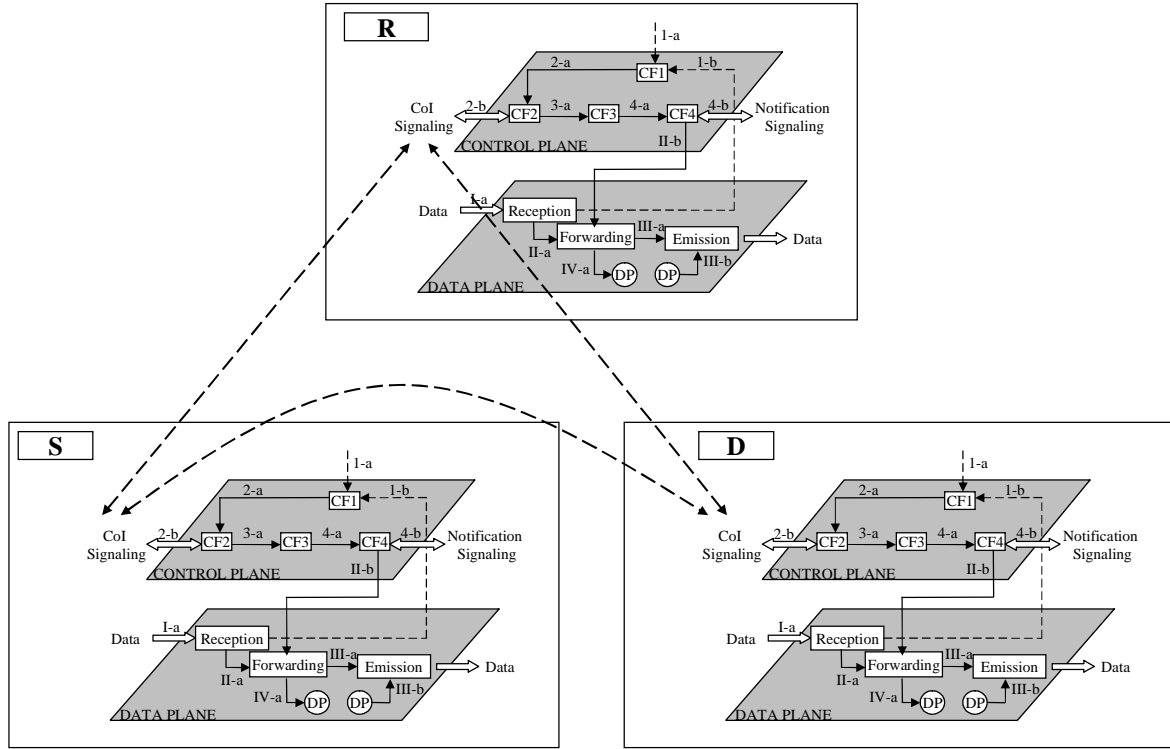 R
1-a
2-a
1-b
CF1
CoI
Signaling
2-b
CF2
3-a
CF3
4-a
CF4
4-b
Notification
Signaling
CONTROL PLANE
II-b
I-a
Data
Reception
III-a
Forwarding
Emission
Data
II-a
IV-a
DP
DP
III-b
DATA PLANE
S
1-a
2-a
1-b
CF1
CoI
Signaling
2-b
CF2
3-a
CF3
4-a
CF4
4-b
Notification
Signaling
CONTROL PLANE
II-b
I-a
Data
Reception
III-a
Forwarding
Emission
Data
II-a
IV-a
DP
DP
III-b
DATA PLANE
D
1-a
2-a
1-b
CF1
CoI
Signaling
2-b
CF2
3-a
CF3
4-a
CF4
4-b
Notification
Signaling
CONTROL PLANE
II-b
I-a
Data
Reception
III-a
Forwarding
Emission
Data
II-a
IV-a
DP
DP
III-b
DATA PLANE